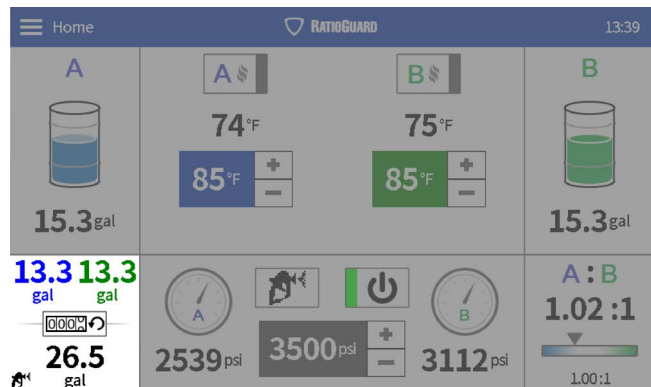 Home RATIOGUARD 13:39
A A B B
74°F 75°F
85°F + − 85°F + −
15.3gal 15.3gal
13.3 13.3
gal gal
A : B
000
A B
1.02 :1
26.5
gal
2539psi 3500psi + − 3112psi
1.00:1